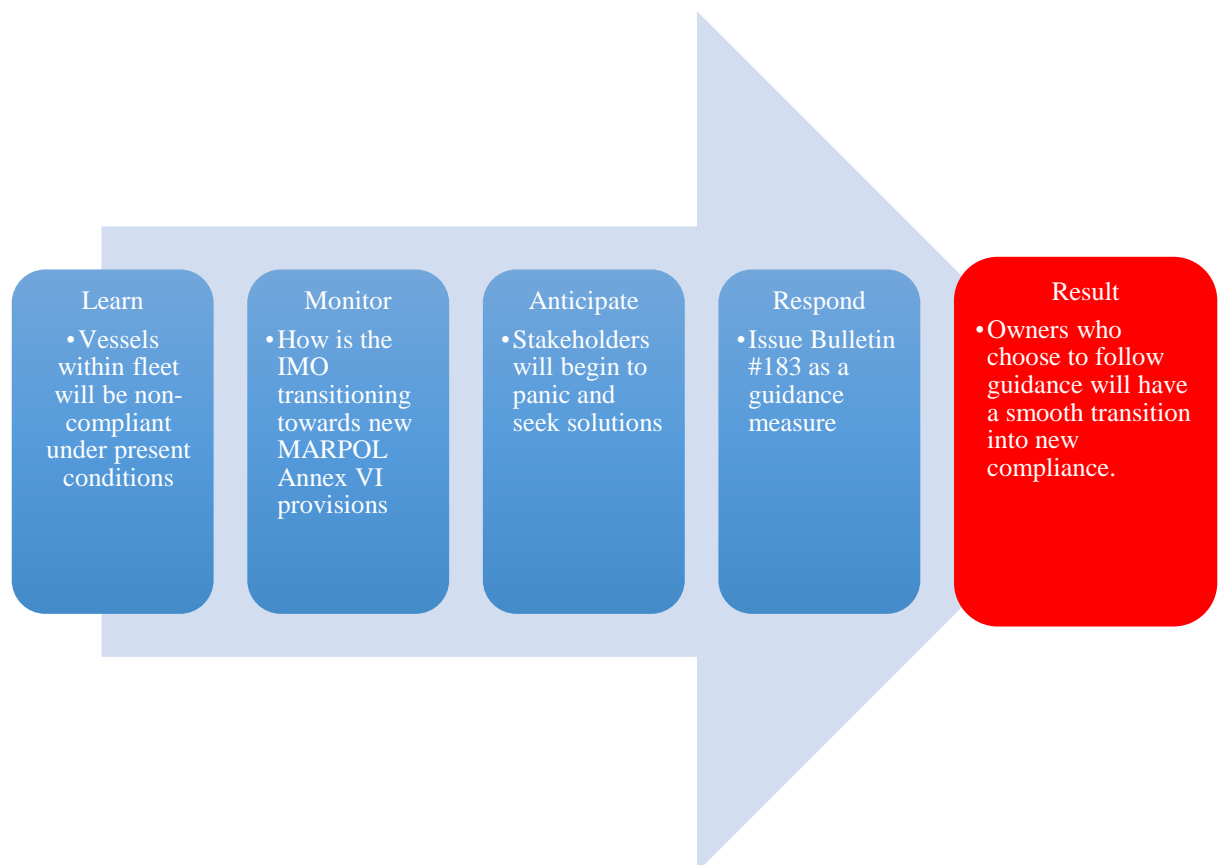 Learn
•Vessels
within fleet
will be non-
compliant
under present
conditions
Monitor
•How is the
IMO
transitioning
towards new
MARPOL
Annex VI
provisions
Anticipate
•Stakeholders
will begin to
panic and
seek solutions
Respond
•Issue Bulletin
#183 as a
guidance
measure
Result
•Owners who
choose to follow
guidance will have
a smooth transition
into new
compliance.